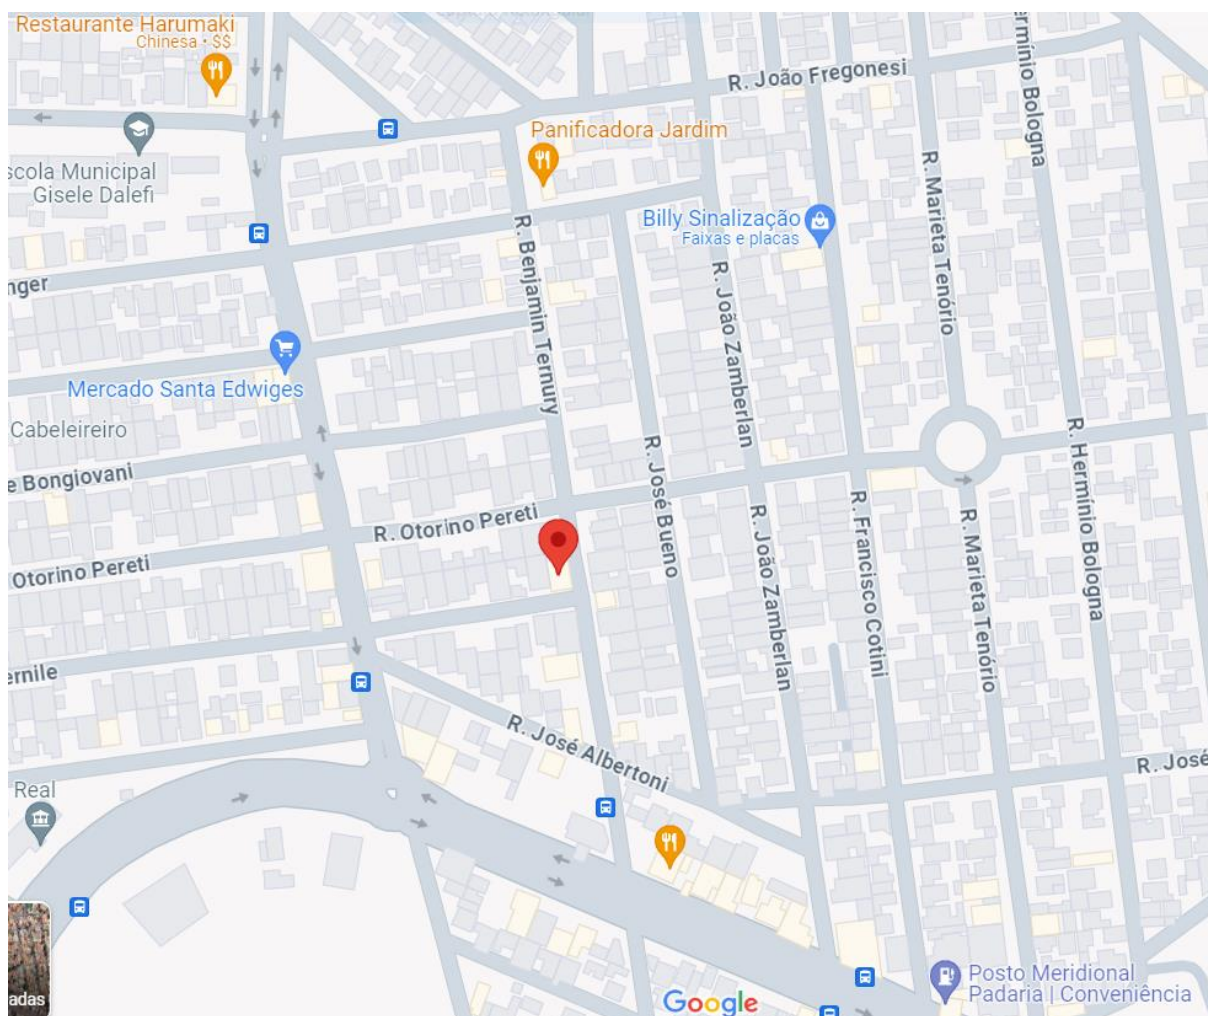 Restaurante Harumaki
Chinesa • $$
R. João Fregonesi
Hermínio Bologna
Panificadora Jardim
scola Municipal
Gisele Dalefi
R. Marieta Tenório
Billy Sinalização
Faixas e placas
R. Benjamin Ternury
R. João Zamberlan
nger
Mercado Santa Edwiges
Cabeleireiro
R. José Bueno
R. Hermínio Bologna
e Bongiovani
R. Otorino Pereti
R. João Zamberlan
R. Francisco Cotini
R. Marieta Tenório
Otorino Pereti
ernile
R. José Albertoni
R. José
Real
Posto Meridional
Padaria | Conveniência
adas
Google